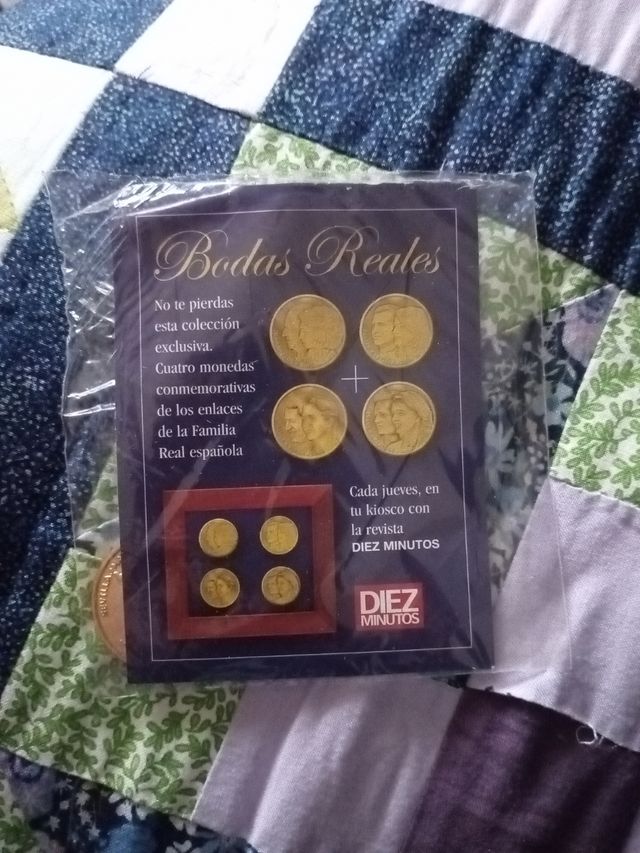 Bodas Reales
No te pierdas
esta colección
exclusiva.
Cuatro monedas
conmemorativas
de los enlaces
de la Familia
Real española
Cada jueves, en
tu kiosco con
la revista
DIEZ MINUTOS
DIEZ
MINUTOS
SEVILLA